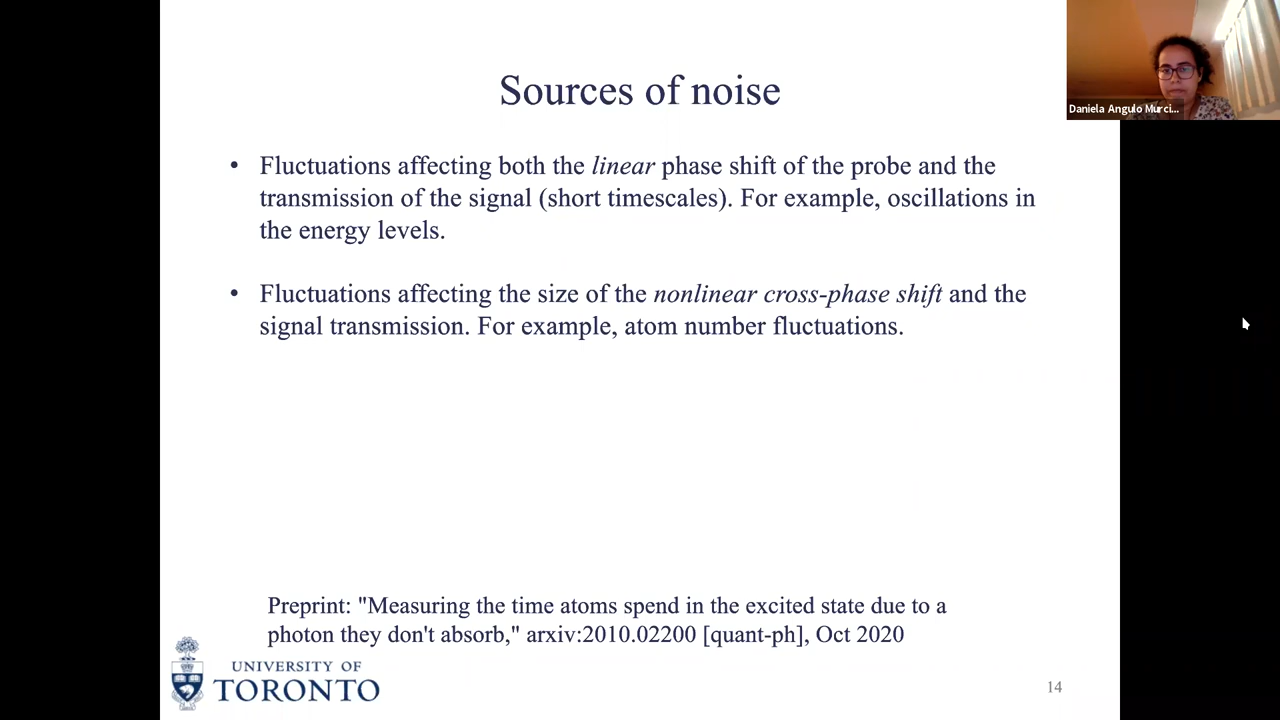 Sources of noise
Daniela Angulo Murci...
• Fluctuations affecting both the linear phase shift of the probe and the
transmission of the signal (short timescales). For example, oscillations in
the energy levels.
• Fluctuations affecting the size of the nonlinear cross-phase shift and the
signal transmission. For example, atom number fluctuations.
Preprint: "Measuring the time atoms spend in the excited state due to a
photon they don't absorb," arxiv:2010.02200 [quant-ph], Oct 2020
UNIVERSITY OF
TORONTO
14